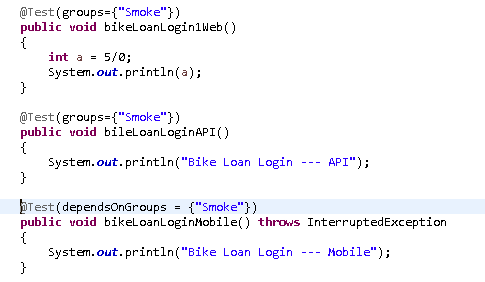 @Test(groups={"Smoke"})
public void bikeLoanLogin1Web()
{
int a = 5/0;
System.out.println(a);
}
@Test(groups={"Smoke"})
public void bileLoanLoginAPI()
{
System.out.println("Bike Loan Login --- API");
}
@Test(dependsOnGroups = {"Smoke"})
public void bikeLoanLoginMobile() throws InterruptedException
{
System.out.println("Bike Loan Login --- Mobile");
}